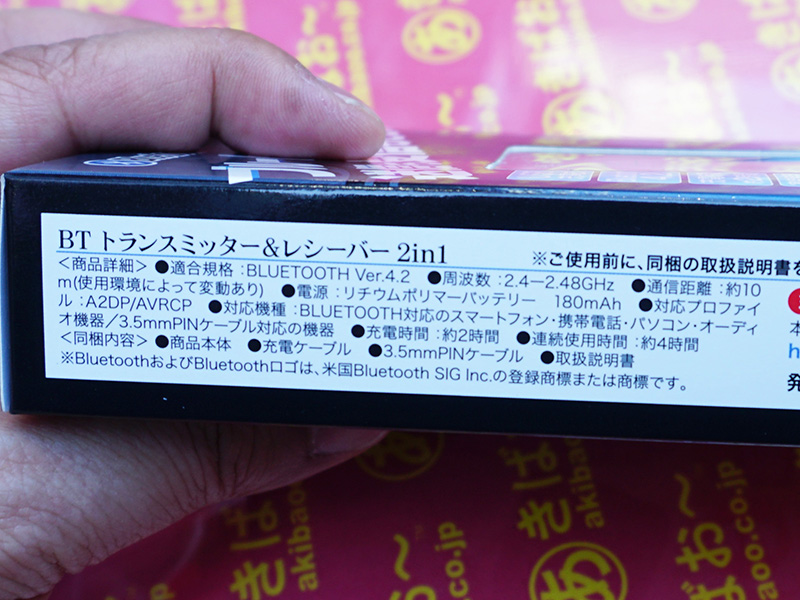 BT トランスミッター&レシーバー 2in1
※ご使用前に、同梱の取扱説明書を
<商品詳細> ●適合規格:BLUETOOTH Ver.4.2 ●周波数:2.4−2.48GHz ●通信距離:約10
m(使用環境によって変動あり) ●電源:リチウムポリマーバッテリー 180mAh ●対応プロファイ
ル:A2DP/AVRCP ●対応機種:BLUETOOTH対応のスマートフォン・携帯電話・パソコン・オーディ
オ機器/3.5mmPINケーブル対応の機器 ●充電時間:約2時間 ●連続使用時間:約4時間
<同梱内容> ●商品本体 ●充電ケーブル ●3.5mmPINケーブル ●取扱説明書
※BluetoothおよびBluetoothロゴは、米国Bluetooth SIG Inc.の登録商標または商標です。
本
h
発
あきばお〜
akibaoo.co.jp